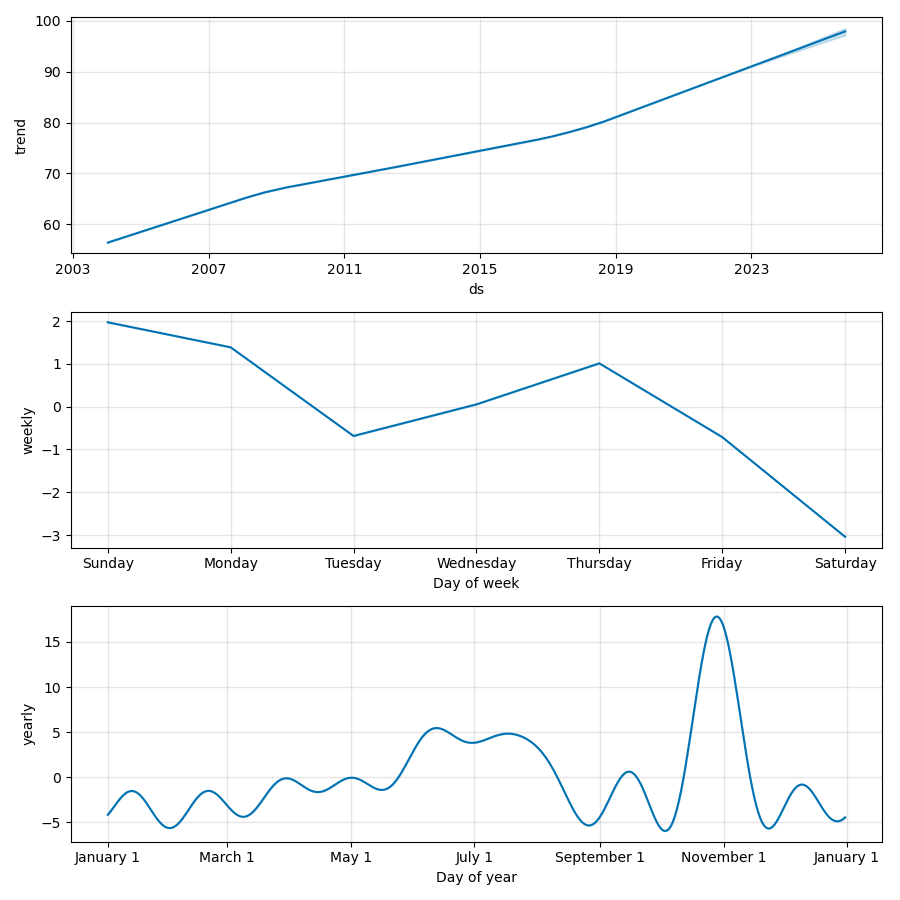 100
90
80
70
60
trend
2003 2007 2011 2015 2019 2023
ds
2
1
0
−1
−2
−3
weekly
Sunday Monday Tuesday Wednesday Thursday Friday Saturday
Day of week
15
10
5
0
−5
yearly
January 1 March 1 May 1 July 1 September 1 November 1 January 1
Day of year